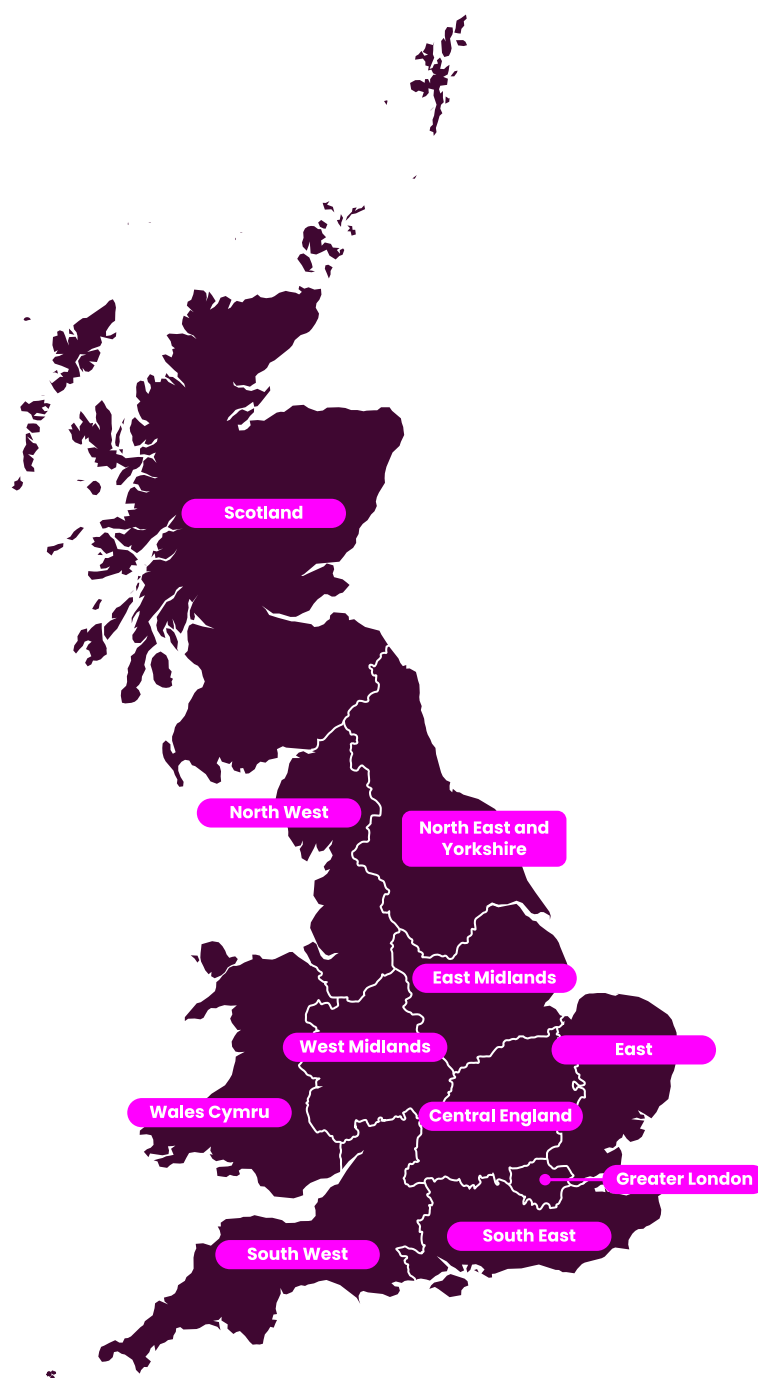 Scotland
North West
North East and
Yorkshire
East Midlands
West Midlands
East
Wales Cymru
Central England
Greater London
South East
South West